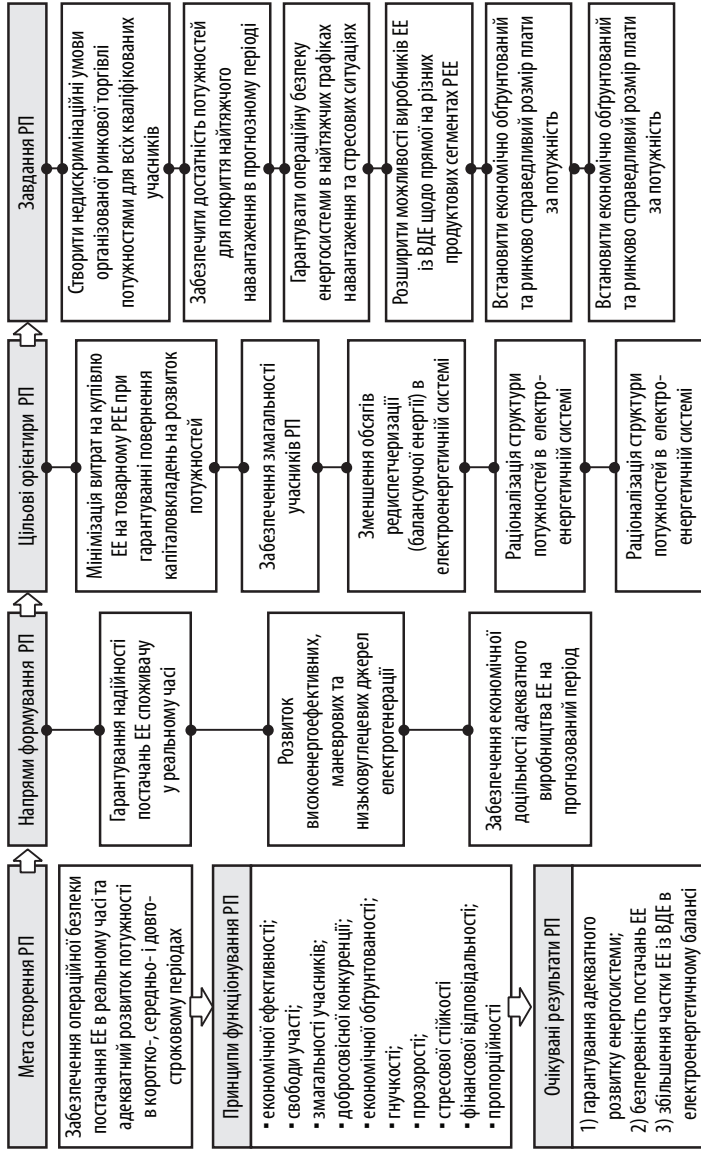 Мета створення РП
Забезпечення операційної безпеки
постачання ЕЕ в реальному часі та
адекватний розвиток потужності
в коротко-, середньо- і довго-
строковому періодах
Принципи функціонування РП
▪ економічної ефективності;
▪ свободи участі;
▪ змагальності учасників;
▪ добросовісної конкуренції;
▪ економічної обґрунтованості;
▪ гнучкості;
▪ прозорості;
▪ стресової стійкості
▪ фінансової відповідальності;
▪ пропорційності
Очікувані результати РП
1) гарантування адекватного
розвитку енергосистеми;
2) безперевність постачань ЕЕ
3) збільшення частки ЕЕ із ВДЕ в
електроенергетичному балансі
Напрями формування РП
Гарантування надійності
постачань ЕЕ споживачу
у реальному часі
Розвиток
високоенергоефективних,
маневрових та
низьковуглецевих джерел
електрогенерації
Забезпечення економічної
доцільності адекватного
виробництва ЕЕ на
прогнозований період
Цільові орієнтири РП
Мінімізація витрат на купівлю
ЕЕ на товарному РЕЕ при
гарантуванні повернення
капіталовкладень на розвиток
потужностей
Забезпечення змагальності
учасників РП
Зменшення обсягів
редиспетчеризації
(балансуючої енергії) в
електроенергетичній системі
Раціоналізація структури
потужностей в електро-
енергетичній системі
Раціоналізація структури
потужностей в електро-
енергетичній системі
Завдання РП
Створити недискримінаційні умови
організованої ринкової торгівлі
потужностями для всіх кваліфікованих
учасників
Забезпечити достатність потужностей
для покриття найтяжчого
навантаження в прогнозному періоді
Гарантувати операційну безпеку
енергосистеми в найтяжчих графіках
навантаження та стресових ситуаціях
Розширити можливості виробників ЕЕ
із ВДЕ щодо прямої на різних
продуктових сегментах РЕЕ
Встановити економічно обґрунтований
та ринково справедливий розмір плати
за потужність
Встановити економічно обґрунтований
та ринково справедливий розмір плати
за потужність